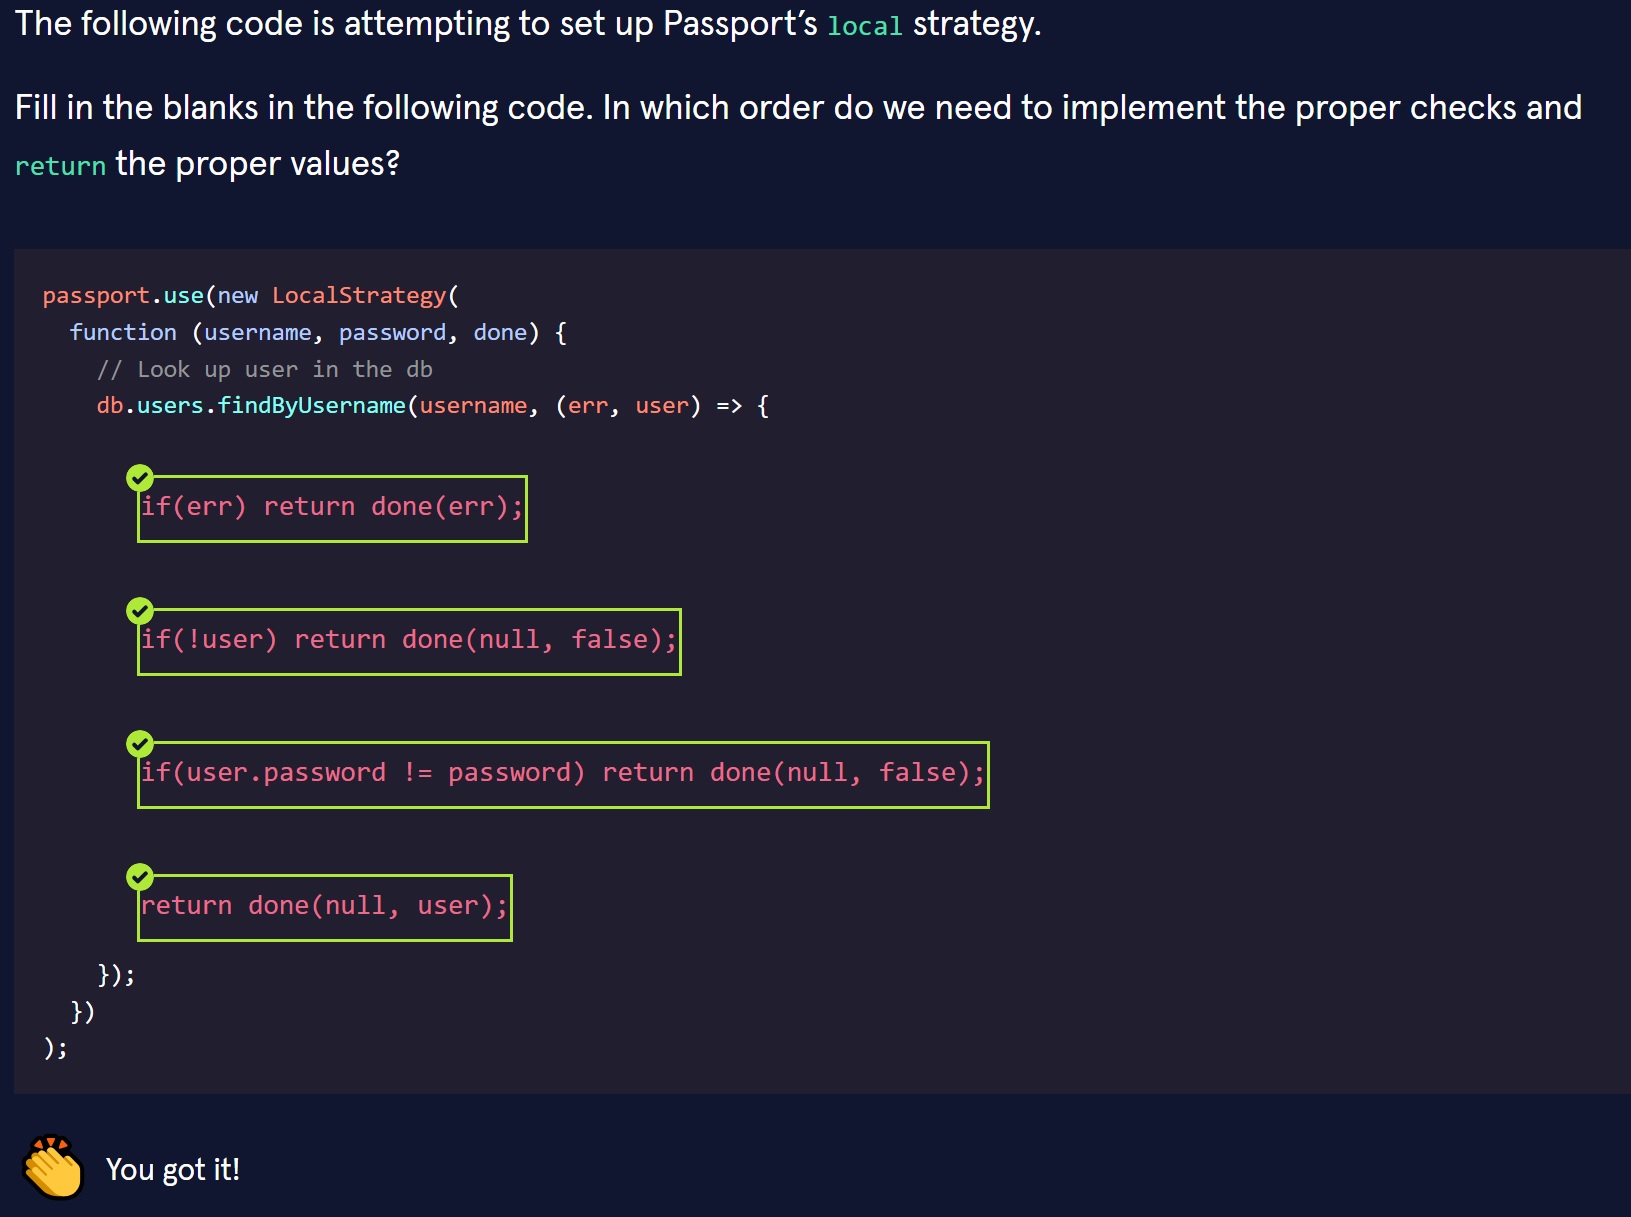 The following code is attempting to set up Passport’s local strategy.
Fill in the blanks in the following code. In which order do we need to implement the proper checks and
return the proper values?
passport.use(new LocalStrategy(
  function (username, password, done) {
    // Look up user in the db
    db.users.findByUsername(username, (err, user) => {
if(err) return done(err);
if(!user) return done(null, false);
if(user.password != password) return done(null, false);
return done(null, user);
    });
  })
);
You got it!